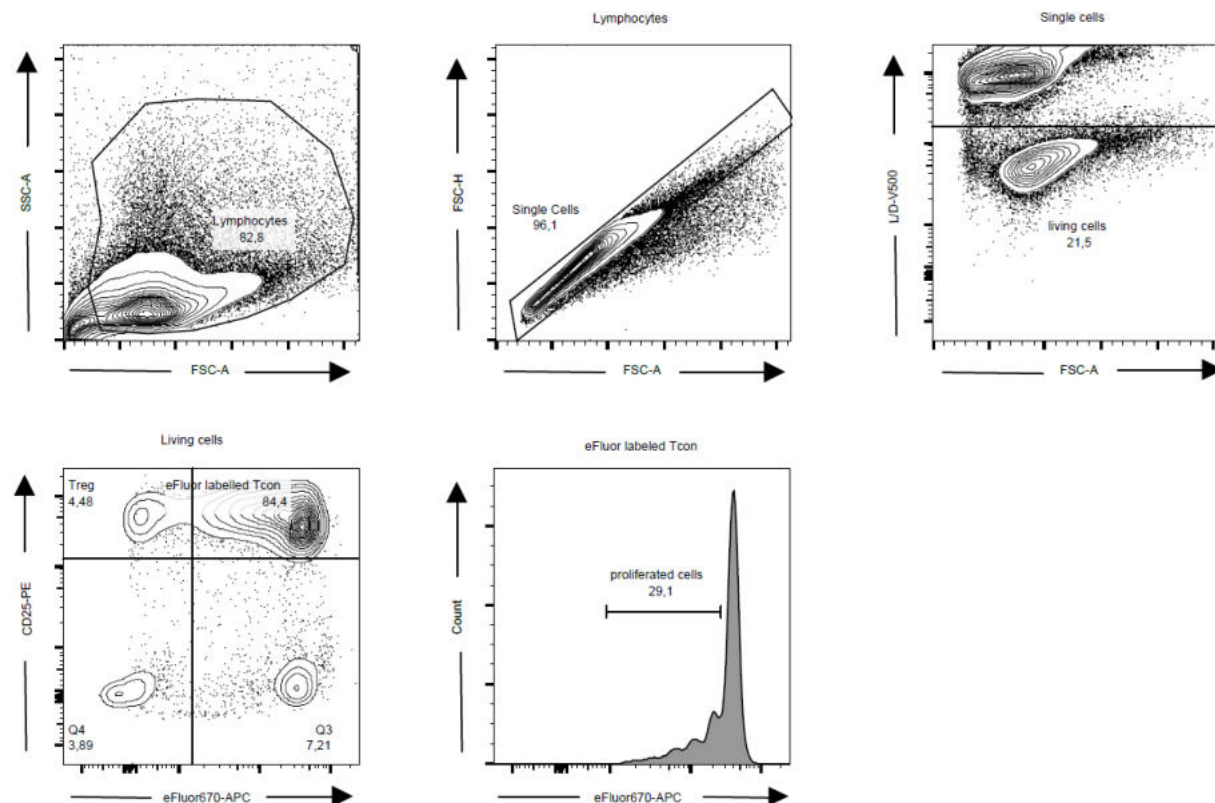 Lymphocytes
Single cells
SSC-A
Lymphocytes
82,8
FSC-A
FSC-H
Single Cells
96,1
FSC-A
L/D-V500
living cells
21,5
FSC-A
Living cells
eFluor labeled Tcon
CD25-PE
Treg
4,48
eFluor labelled Tcon
84,4
Q4
3,89
Q3
7,21
eFluor670-APC
Count
proliferated cells
29,1
eFluor670-APC